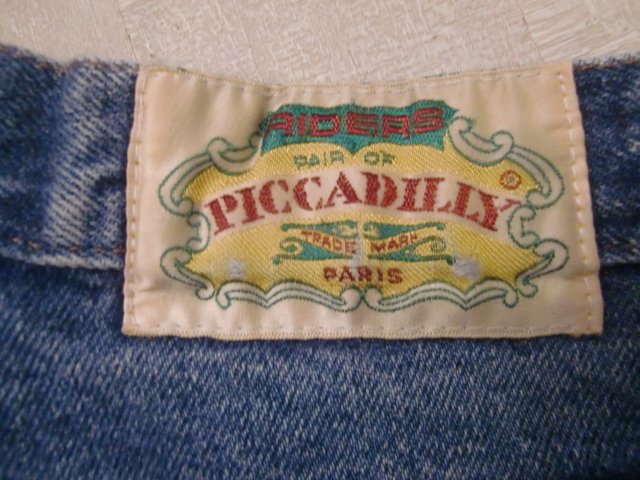 RIDERS
PAIR OF
PICCADILLY ®
TRADE MARK
PARIS